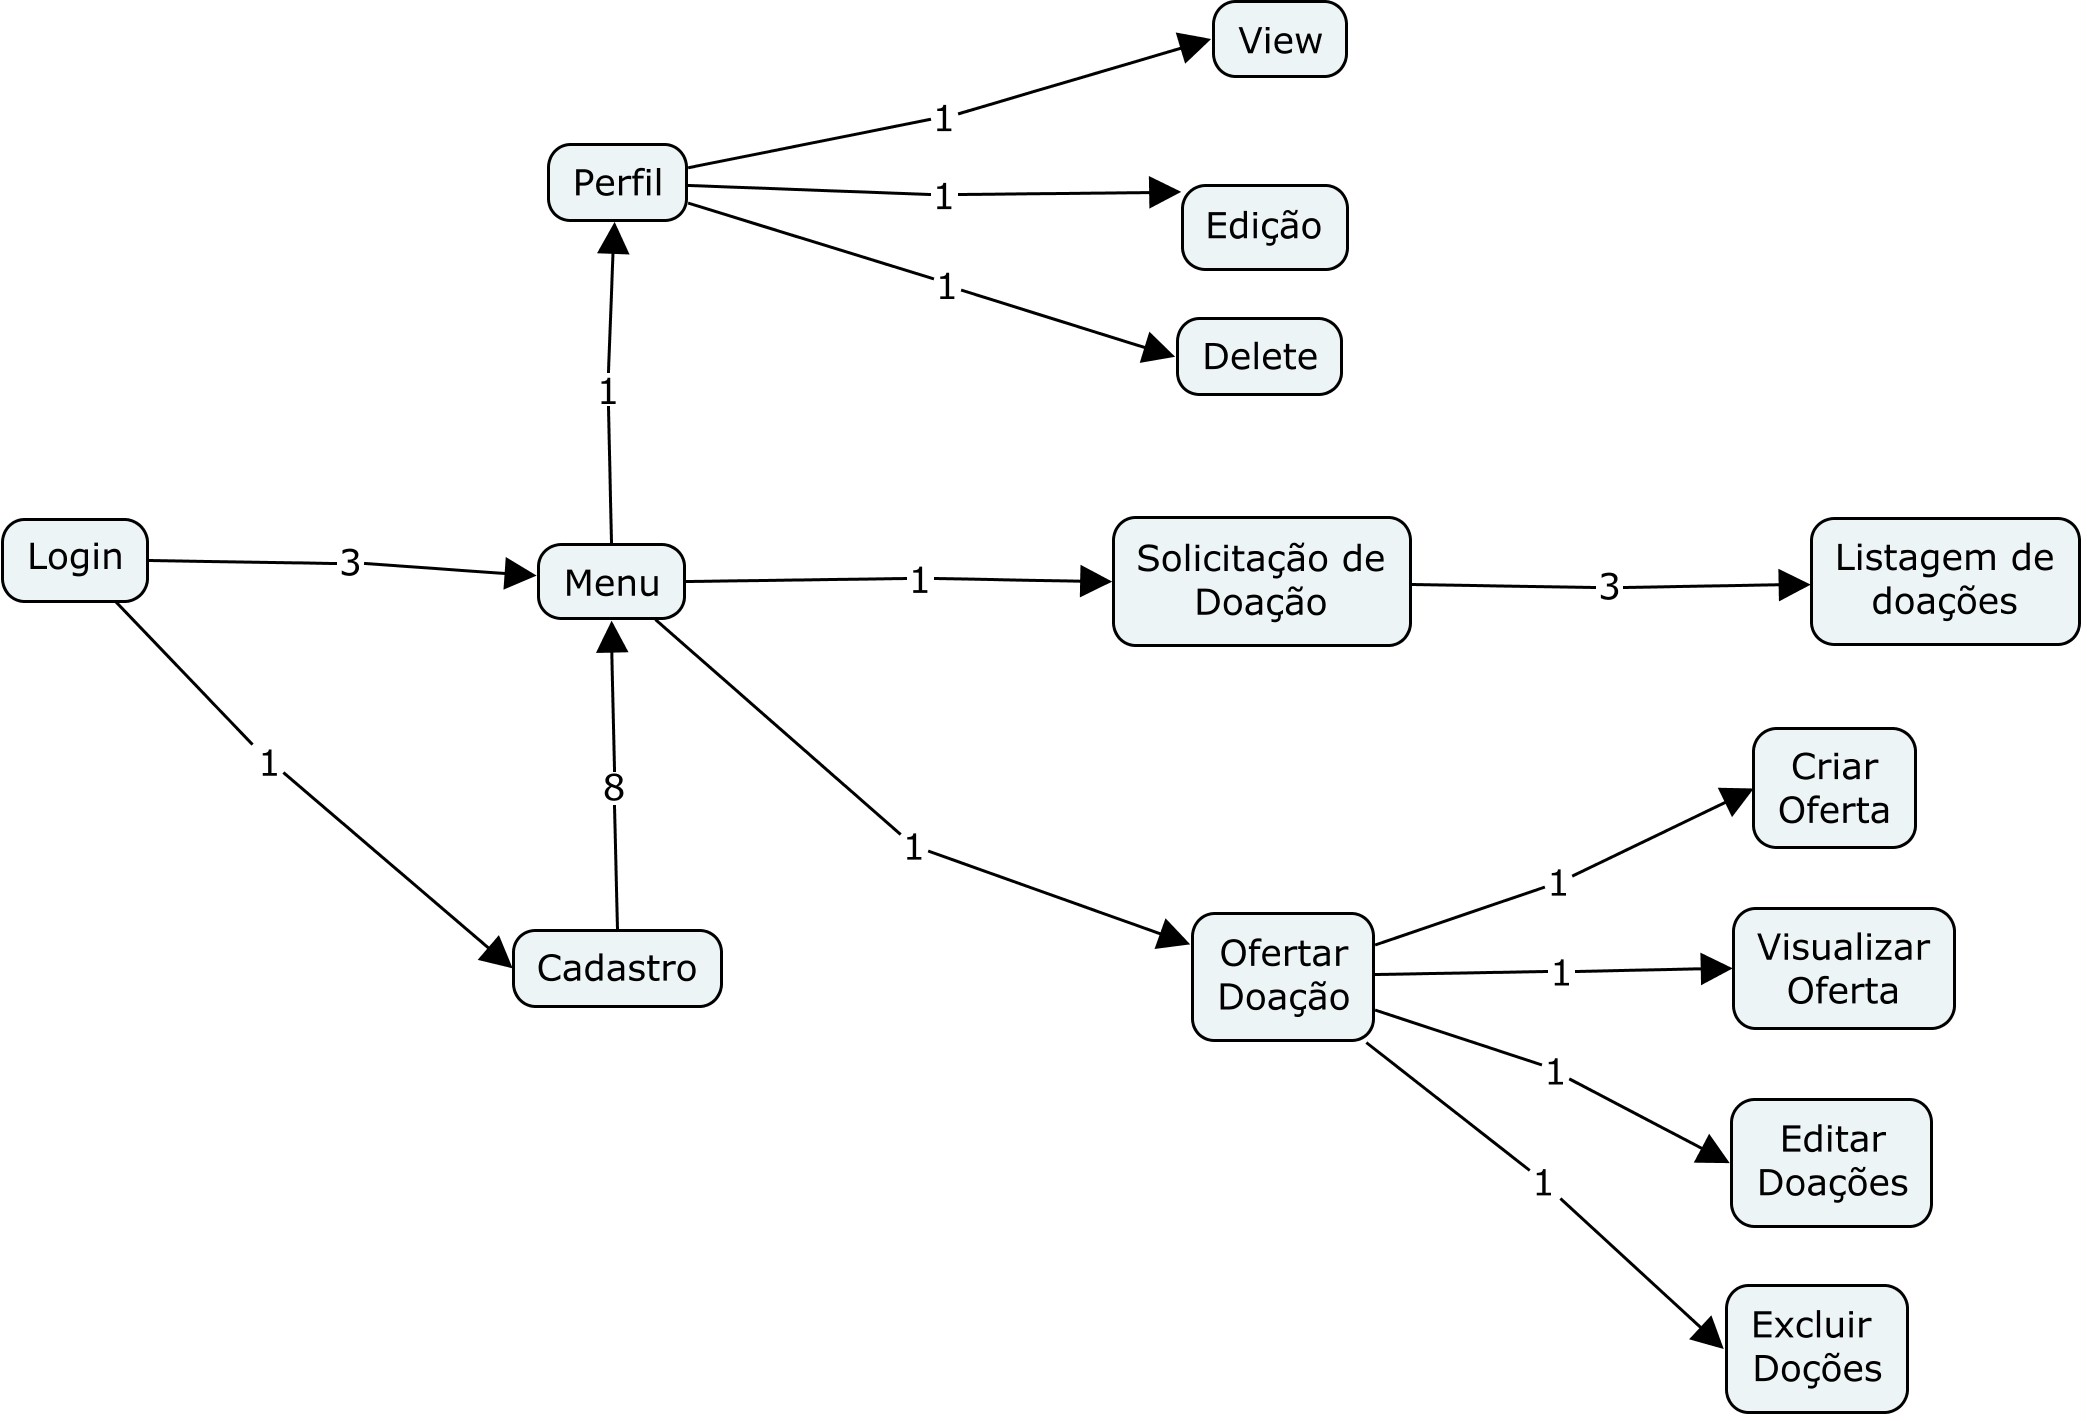 View
1
Perfil
1
Edição
1
Delete
1
Login
3
Menu
1
Solicitação de
Doação
3
Listagem de
doações
1
8
Cadastro
1
Ofertar
Doação
1
Criar
Oferta
1
Visualizar
Oferta
1
Editar
Doações
1
Excluir
Doções